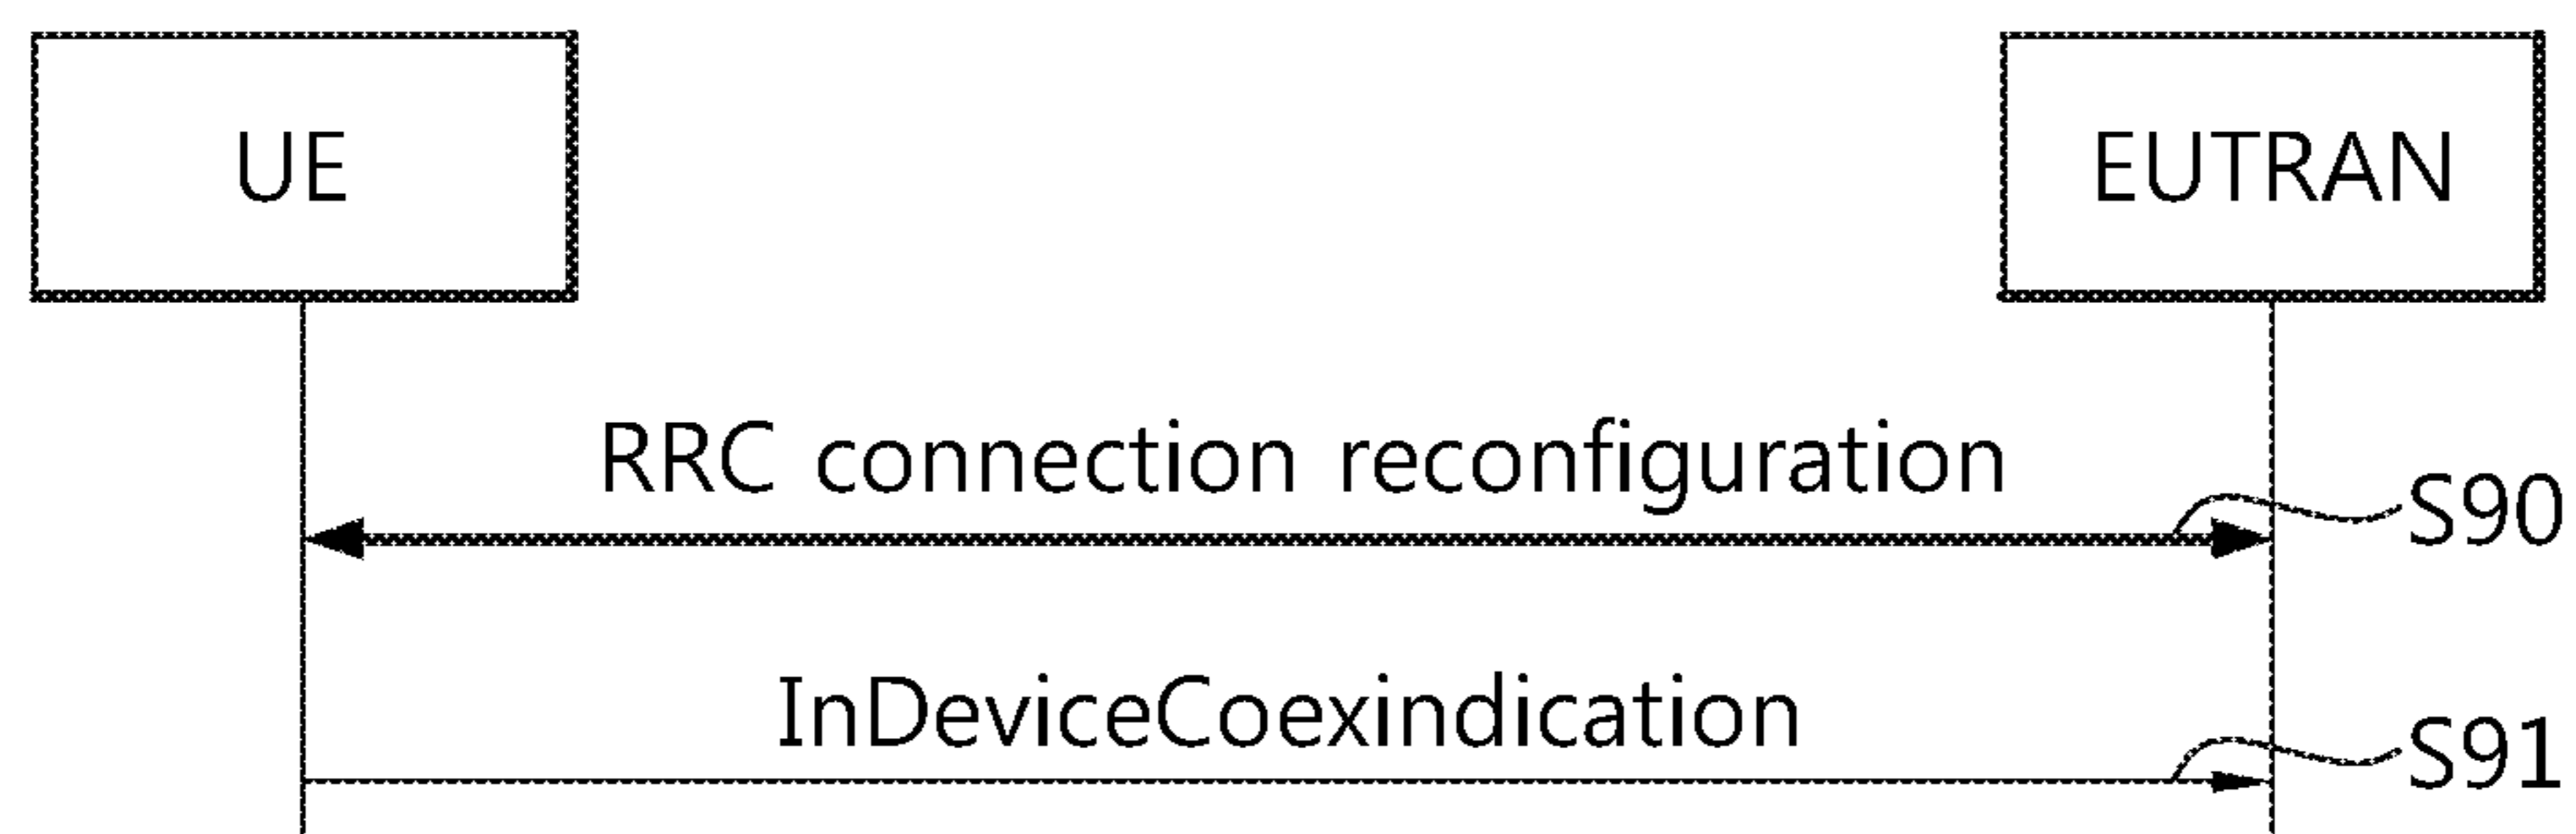 UE
EUTRAN
RRC connection reconfiguration
S90
InDeviceCoexindication
S91